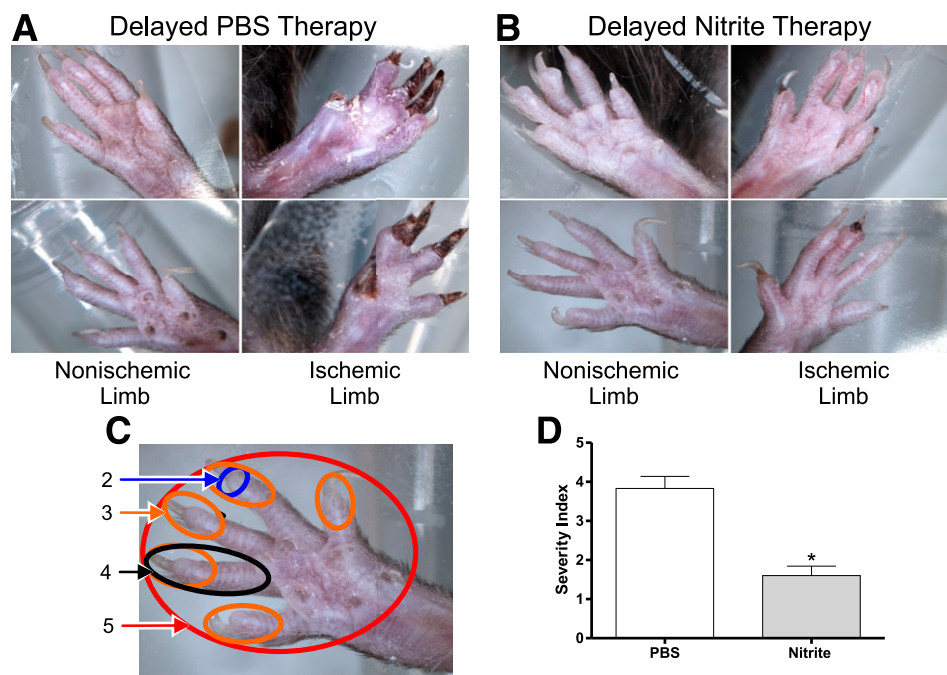 A
Delayed PBS Therapy
B
Delayed Nitrite Therapy
Nonischemic
Limb
Ischemic
Limb
Nonischemic
Limb
Ischemic
Limb
C
2
3
4
5
D
Severity Index
5
4
3
2
1
0
*
PBS
Nitrite